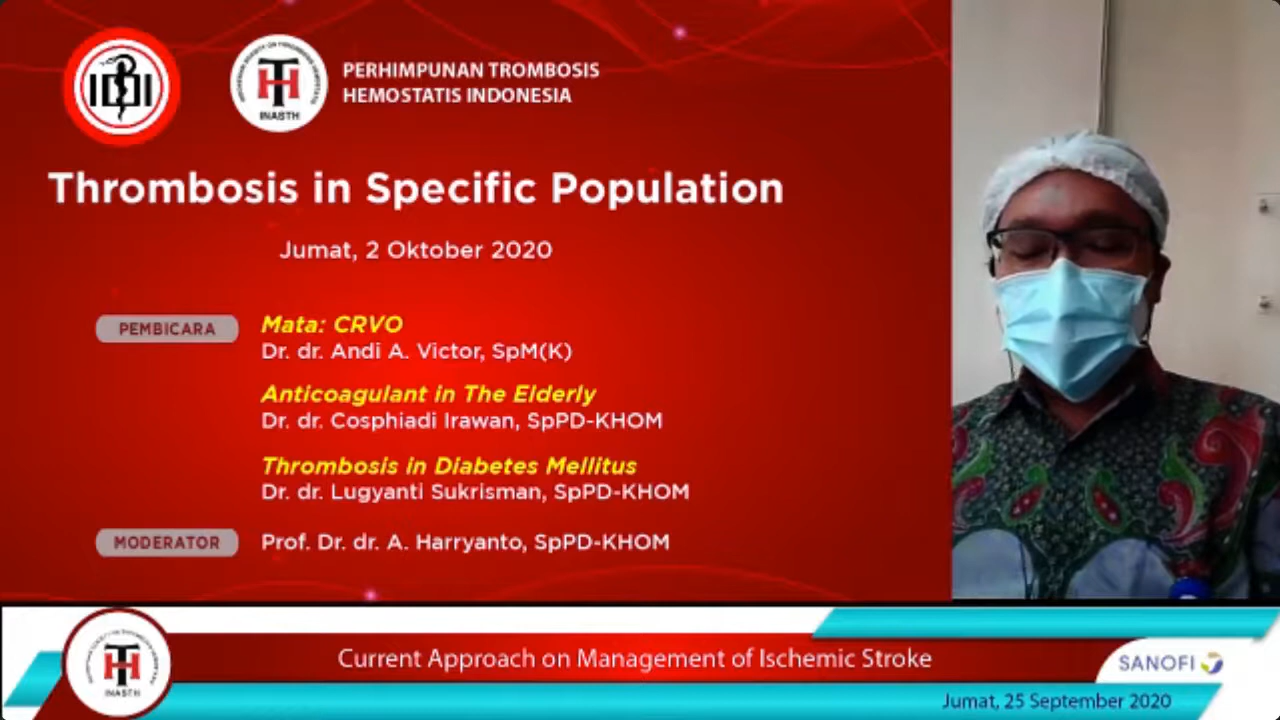 IDI
TH
INASTH
PERHIMPUNAN TROMBOSIS
HEMOSTATIS INDONESIA
Thrombosis in Specific Population
Jumat, 2 Oktober 2020
PEMBICARA
Mata: CRVO
Dr. dr. Andi A. Victor, SpM(K)
Anticoagulant in The Elderly
Dr. dr. Cosphiadi Irawan, SpPD-KHOM
Thrombosis in Diabetes Mellitus
Dr. dr. Lugyanti Sukrisman, SpPD-KHOM
MODERATOR
Prof. Dr. dr. A. Harryanto, SpPD-KHOM
TH
INASTH
Current Approach on Management of Ischemic Stroke
SANOFI
Jumat, 25 September 2020